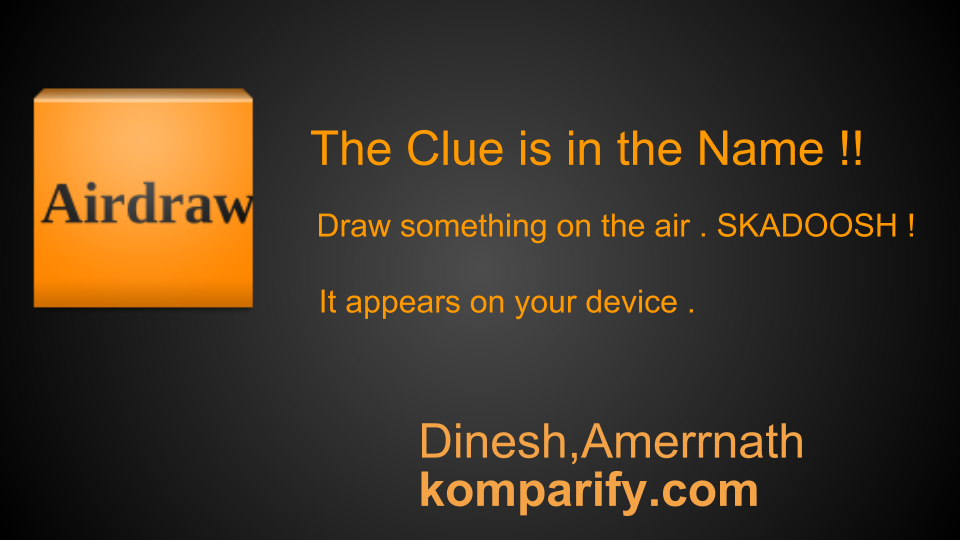 Airdraw
The Clue is in the Name !!
Draw something on the air . SKADOOSH !
It appears on your device .
Dinesh,Amerrnath
komparify.com